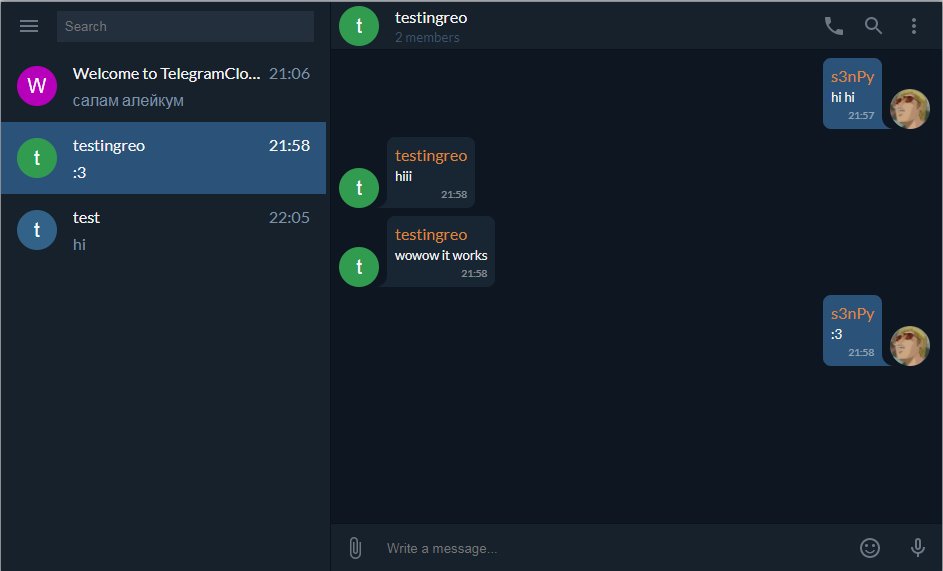 Search
W
Welcome to TelegramClo... 21:06
салам алейкум
t
testingreo 21:58
:3
t
test 22:05
hi
t
testingreo
2 members
s3nPy
hi hi
21:57
testingreo
hiii
21:58
t
testingreo
wowow it works
21:58
t
s3nPy
:3
21:58
Write a message...